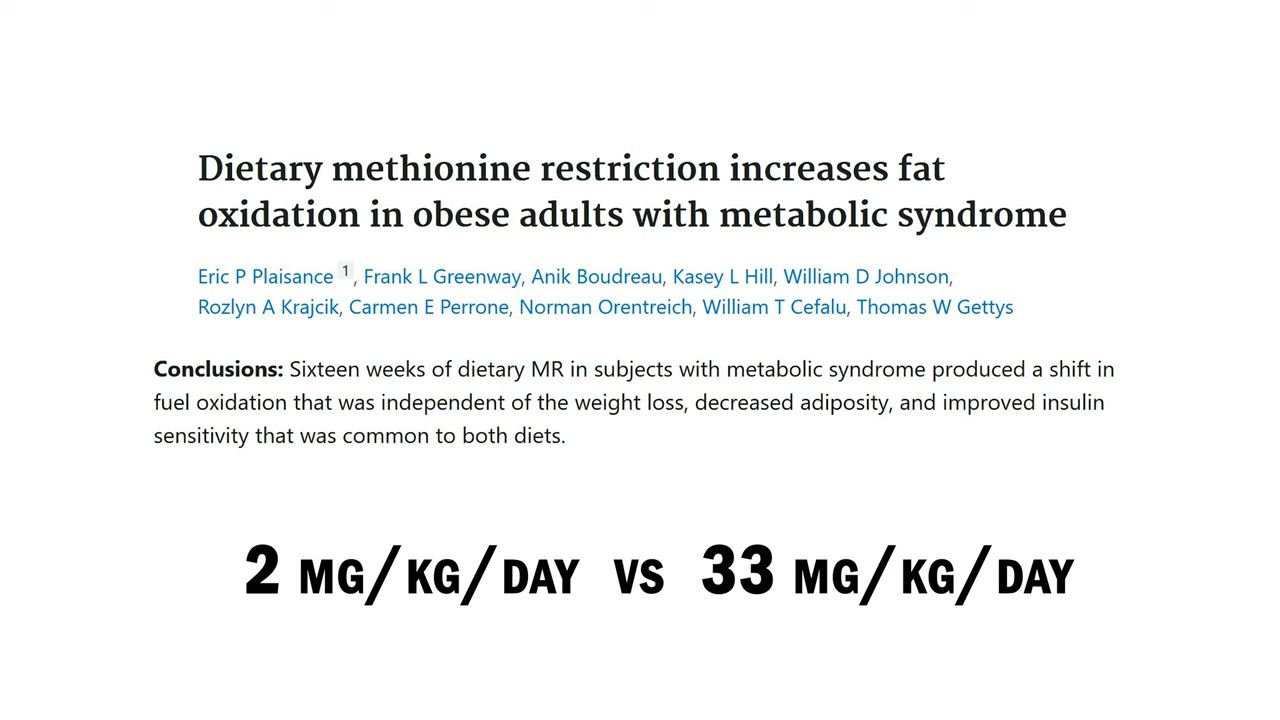 Dietary methionine restriction increases fat
oxidation in obese adults with metabolic syndrome
Eric P Plaisance 1, Frank L Greenway, Anik Boudreau, Kasey L Hill, William D Johnson,
Rozlyn A Krajcik, Carmen E Perrone, Norman Orentreich, William T Cefalu, Thomas W Gettys
Conclusions: Sixteen weeks of dietary MR in subjects with metabolic syndrome produced a shift in
fuel oxidation that was independent of the weight loss, decreased adiposity, and improved insulin
sensitivity that was common to both diets.
2 MG/KG/DAY VS 33 MG/KG/DAY